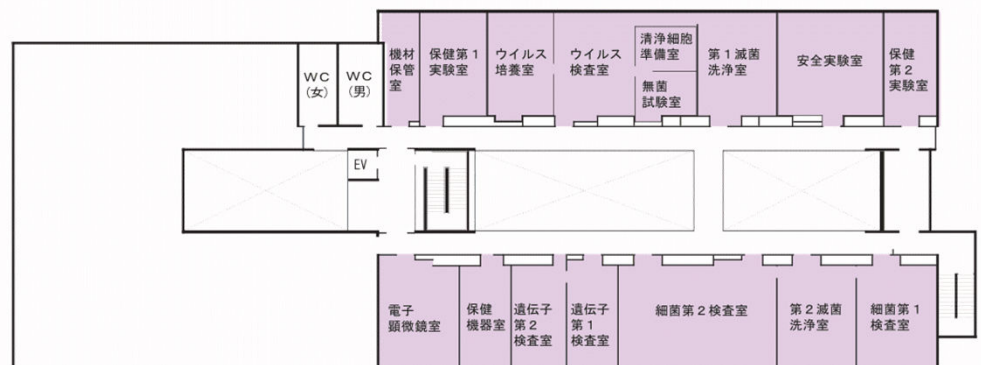 WC
(女)
WC
(男)
機材
保管
室
保健第1
実験室
ウイルス
培養室
ウイルス
検査室
清浄細胞
準備室
無菌
試験室
第1滅菌
洗浄室
安全実験室
保健
第2
実験室
EV
電子
顕微鏡室
保健
機器室
遺伝子
第2
検査室
遺伝子
第1
検査室
細菌第2検査室
第2滅菌
洗浄室
細菌第1
検査室